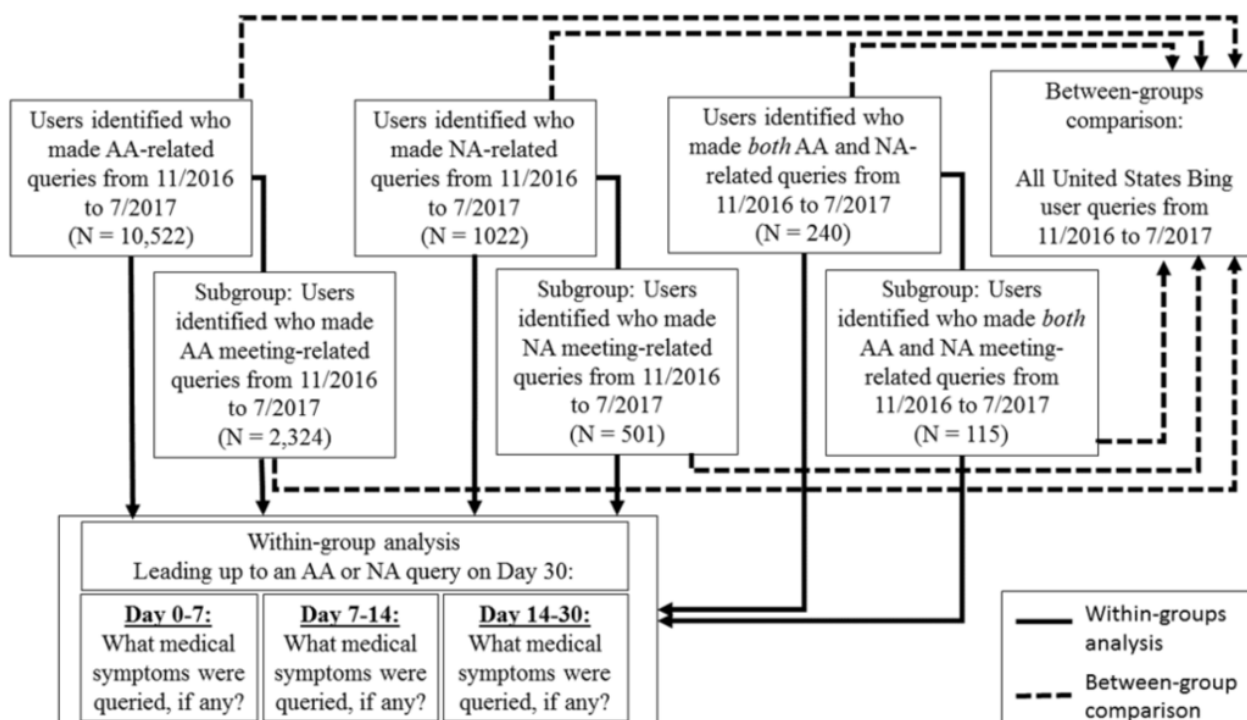 Users identified who
made AA-related
queries from 11/2016
to 7/2017
(N = 10,522)
Users identified who
made NA-related
queries from 11/2016
to 7/2017
(N = 1022)
Users identified who
made both AA and NA-
related queries from
11/2016 to 7/2017
(N = 240)
Between-groups
comparison:
All United States Bing
user queries from
11/2016 to 7/2017
Subgroup: Users
identified who made
AA meeting-related
queries from 11/2016
to 7/2017
(N = 2,324)
Subgroup: Users
identified who made
NA meeting-related
queries from 11/2016
to 7/2017
(N = 501)
Subgroup: Users
identified who made both
AA and NA meeting-
related queries from
11/2016 to 7/2017
(N = 115)
Within-group analysis
Leading up to an AA or NA query on Day 30:
Day 0-7:
What medical
symptoms were
queried, if any?
Day 7-14:
What medical
symptoms were
queried, if any?
Day 14-30:
What medical
symptoms were
queried, if any?
Within-groups
analysis
Between-group
comparison